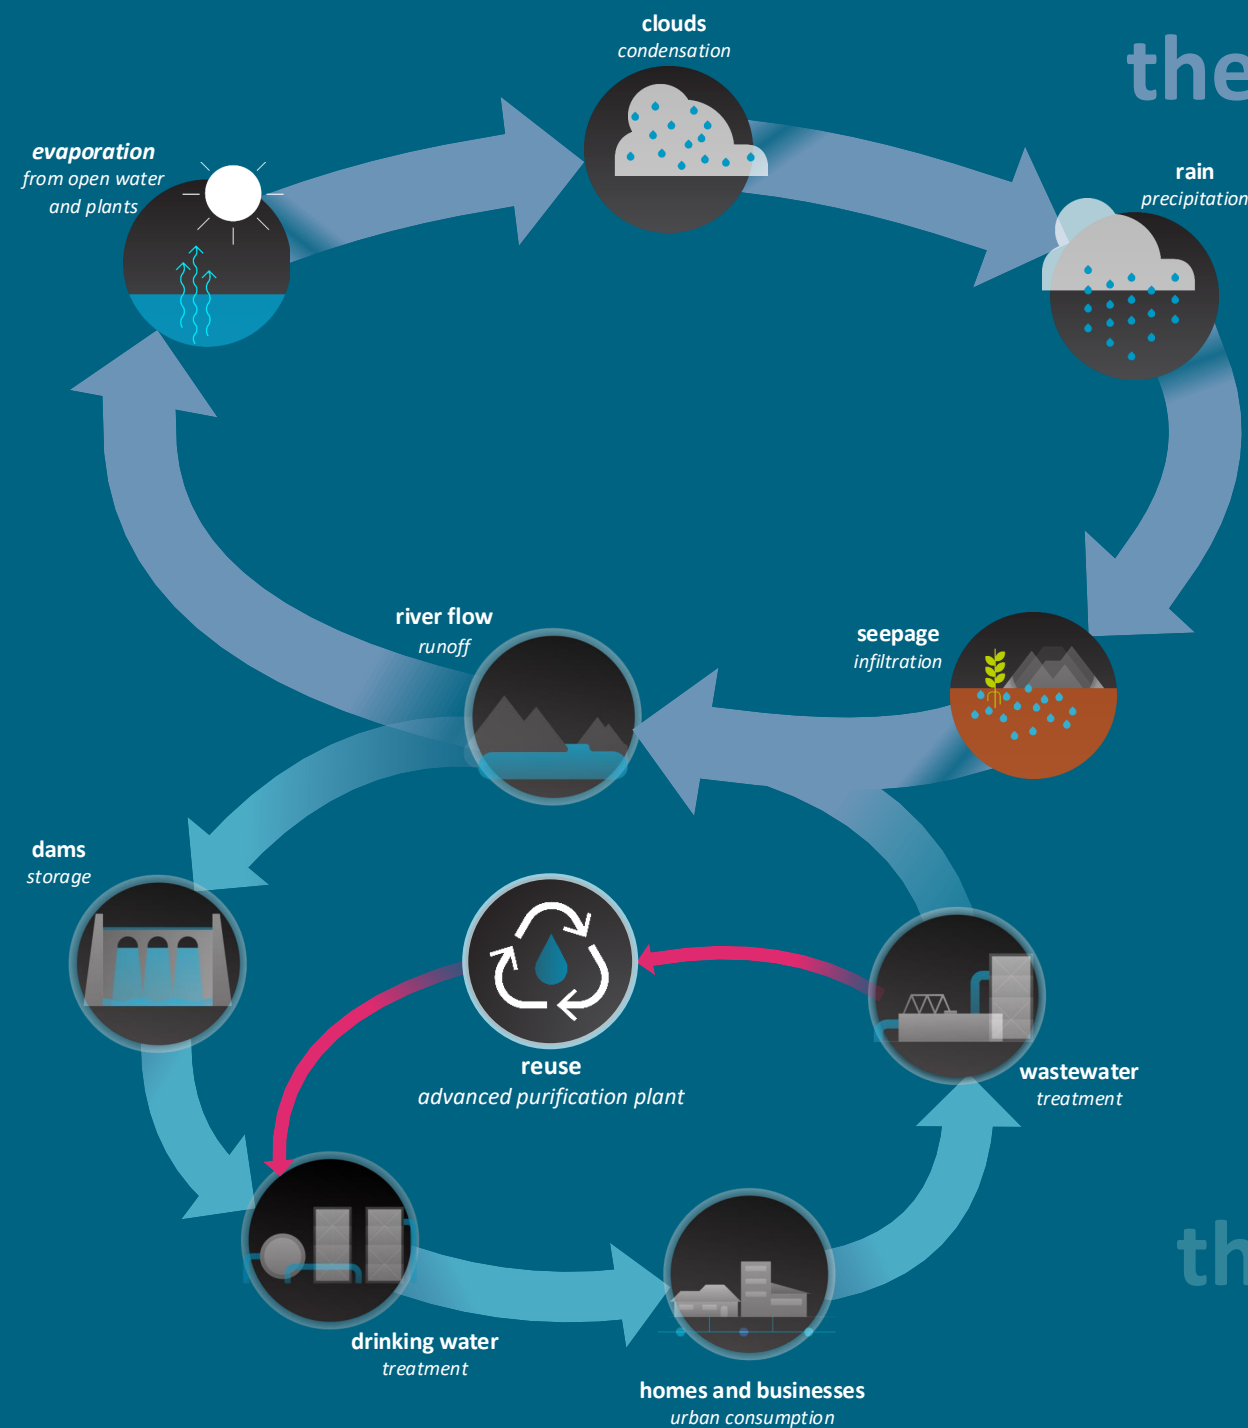 clouds
condensation
the
evaporation
from open water
and plants
rain
precipitation
river flow
runoff
seepage
infiltration
dams
storage
reuse
advanced purification plant
wastewater
treatment
th
drinking water
treatment
homes and businesses
urban consumption